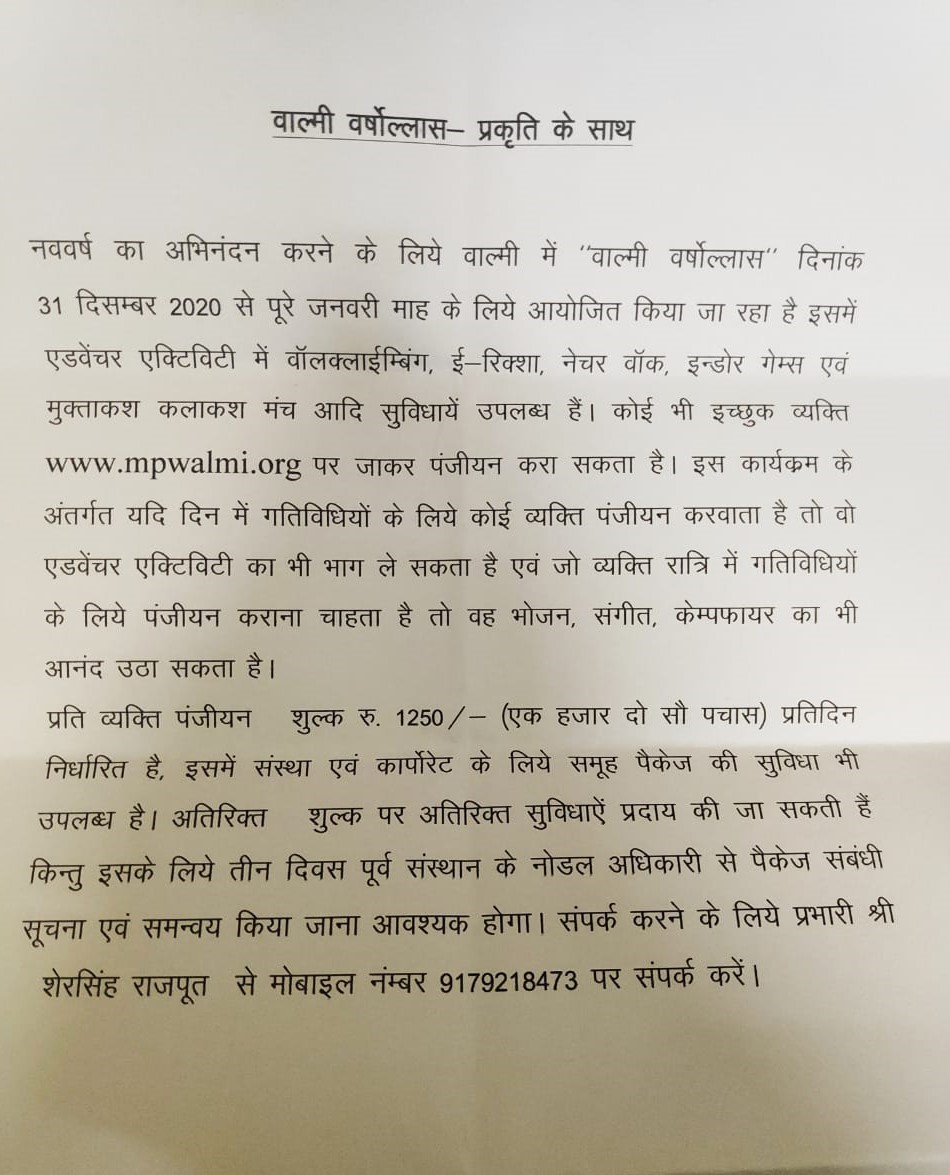 वाल्मी वर्षोल्लास– प्रकृति के साथ
नववर्ष का अभिनंदन करने के लिये वाल्मी में ‘‘वाल्मी वर्षोल्लास’’ दिनांक
31 दिसम्बर 2020 से पूरे जनवरी माह के लिये आयोजित किया जा रहा है इसमें
एडवेंचर एक्टिविटी में वॉलक्लाईम्बिंग, ई–रिक्शा, नेचर वॉक, इन्डोर गेम्स एवं
मुक्ताकश कलाकश मंच आदि सुविधायें उपलब्ध हैं। कोई भी इच्छुक व्यक्ति
www.mpwalmi.org पर जाकर पंजीयन करा सकता है। इस कार्यकम के
अंतर्गत यदि दिन में गतिविधियों के लिये कोई व्यक्ति पंजीयन करवाता है तो वो
एडवेंचर एक्टिविटी का भी भाग ले सकता है एवं जो व्यक्ति रात्रि में गतिविधियों
के लिये पंजीयन कराना चाहता है तो वह भोजन, संगीत, केम्पफायर का भी
आनंद उठा सकता है।
प्रति व्यक्ति पंजीयन शुल्क रु. 1250/– (एक हजार दो सौ पचास) प्रतिदिन
निर्धारित है, इसमें संस्था एवं कार्पोरेट के लिये समूह पैकेज की सुविधा भी
उपलब्ध है। अतिरिक्त शुल्क पर अतिरिक्त सुविधाऐं प्रदाय की जा सकती हैं
किन्तु इसके लिये तीन दिवस पूर्व संस्थान के नोडल अधिकारी से पैकेज संबंधी
सूचना एवं समन्वय किया जाना आवश्यक होगा। संपर्क करने के लिये प्रभारी श्री
शेरसिंह राजपूत से मोबाइल नंम्बर 9179218473 पर संपर्क करें।